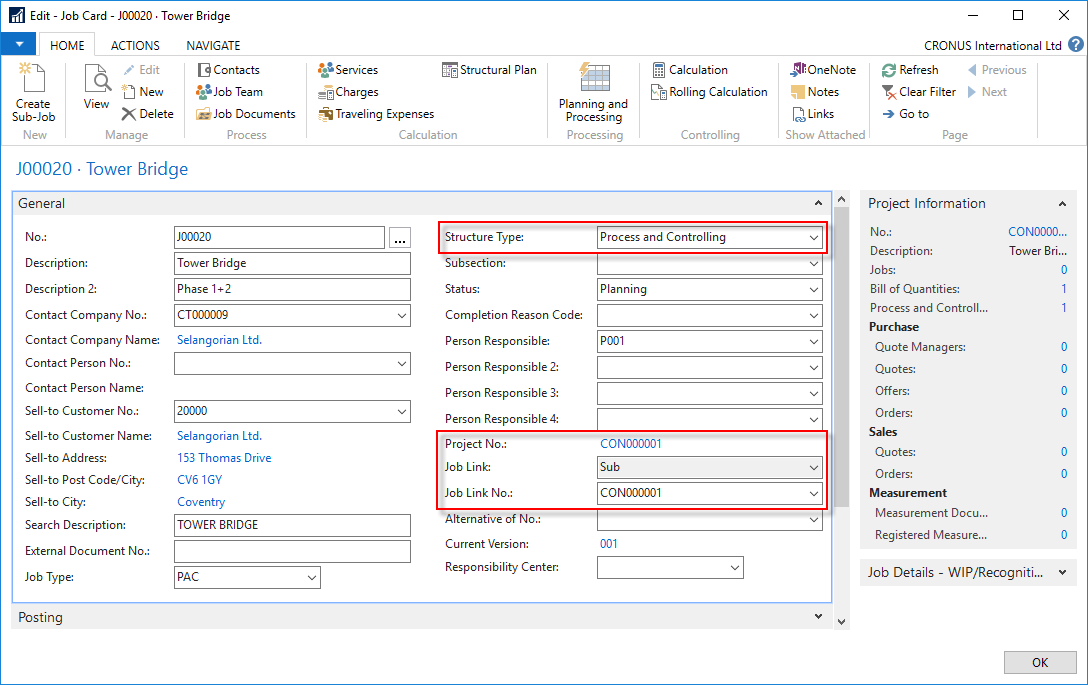 Edit - Job Card - J00020 · Tower Bridge
HOME ACTIONS NAVIGATE CRONUS International Ltd ?
Create Sub-Job
New
View
Edit
New
Delete
Manage
Contacts
Job Team
Job Documents
Process
Services
Charges
Traveling Expenses
Structural Plan
Calculation
Planning and Processing
Processing
Calculation
Rolling Calculation
Controlling
OneNote
Notes
Links
Show Attached
Refresh
Clear Filter
Go to
Previous
Next
Page
J00020 · Tower Bridge
General
No.: J00020 ...
Description: Tower Bridge
Description 2: Phase 1+2
Contact Company No.: CT000009
Contact Company Name: Selangorian Ltd.
Contact Person No.:
Contact Person Name:
Sell-to Customer No.: 20000
Sell-to Customer Name: Selangorian Ltd.
Sell-to Address: 153 Thomas Drive
Sell-to Post Code/City: CV6 1GY
Sell-to City: Coventry
Search Description: TOWER BRIDGE
External Document No.:
Job Type: PAC
Structure Type: Process and Controlling
Subsection:
Status: Planning
Completion Reason Code:
Person Responsible: P001
Person Responsible 2:
Person Responsible 3:
Person Responsible 4:
Project No.: CON000001
Job Link: Sub
Job Link No.: CON000001
Alternative of No.:
Current Version: 001
Responsibility Center:
Posting
Project Information
No.: CON0000...
Description: Tower Bri...
Jobs: 0
Bill of Quantities: 1
Process and Controll... 1
Purchase
Quote Managers: 0
Quotes: 0
Offers: 0
Orders: 0
Sales
Quotes: 0
Orders: 0
Measurement
Measurement Docu... 0
Registered Measure... 0
Job Details - WIP/Recogniti...
OK